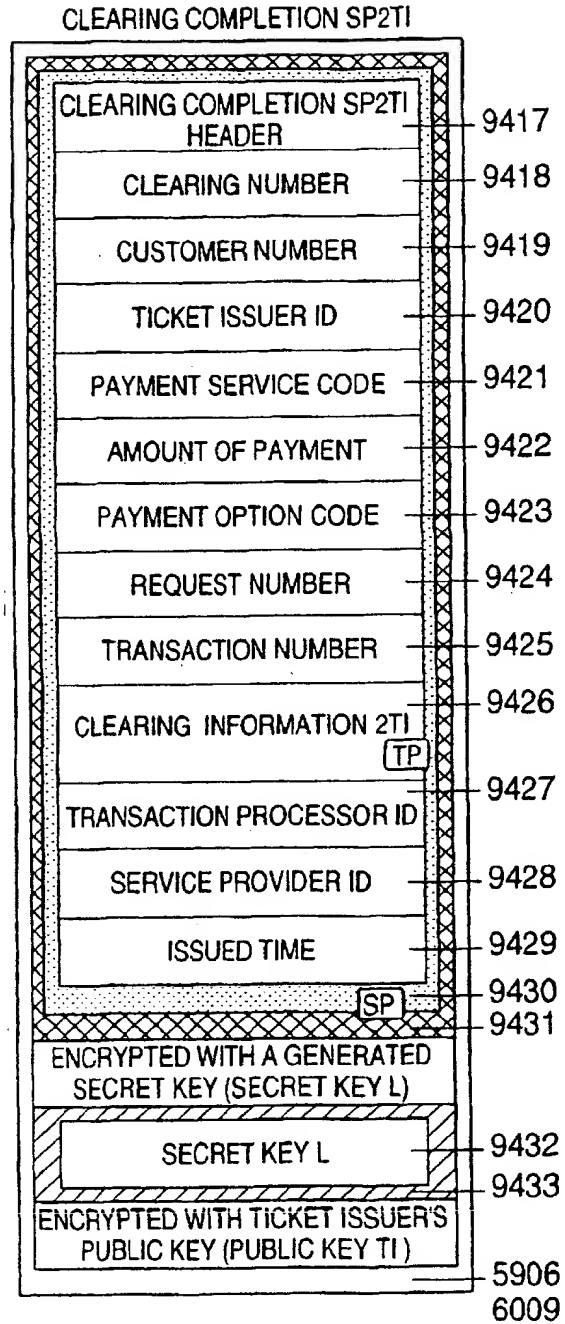 CLEARING COMPLETION SP2TI
CLEARING COMPLETION SP2TI
HEADER
9417
CLEARING NUMBER
9418
CUSTOMER NUMBER
9419
TICKET ISSUER ID
9420
PAYMENT SERVICE CODE
9421
AMOUNT OF PAYMENT
9422
PAYMENT OPTION CODE
9423
REQUEST NUMBER
9424
TRANSACTION NUMBER
9425
CLEARING INFORMATION 2TI
9426
TP
9427
TRANSACTION PROCESSOR ID
SERVICE PROVIDER ID
9428
ISSUED TIME
9429
SP
9430
9431
ENCRYPTED WITH A GENERATED
SECRET KEY (SECRET KEY L)
SECRET KEY L
9432
9433
ENCRYPTED WITH TICKET ISSUER'S
PUBLIC KEY (PUBLIC KEY TI)
5906
6009